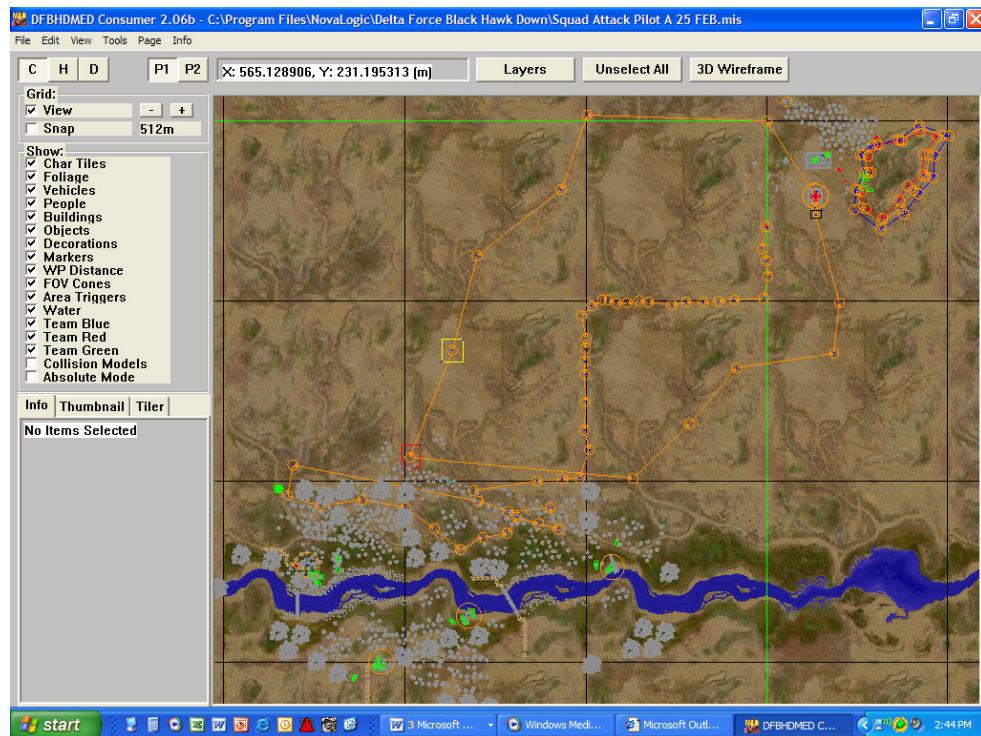 DFBHDMED Consumer 2.06b - C:\Program Files\NovaLogic\Delta Force Black Hawk Down\Squad Attack Pilot A 25 FEB.mis
File Edit View Tools Page Info
C H D P1 P2 X: 565.128906, Y: 231.195313 (m) Layers Unselect All 3D Wireframe
Grid:
View - +
Snap 512m
Show:
Char Tiles
Foliage
Vehicles
People
Buildings
Objects
Decorations
Markers
WP Distance
FOV Cones
Area Triggers
Water
Team Blue
Team Red
Team Green
Collision Models
Absolute Mode
Info Thumbnail Tiler
No Items Selected
start 3 Microsoft ... Windows Medi... Microsoft Outl... DFBHDMED C... 2:44 PM